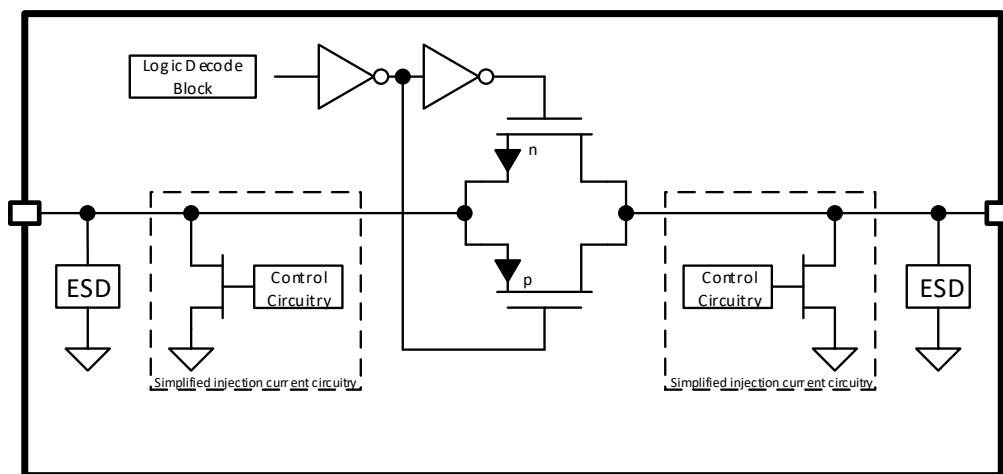 Logic Decode
Block
n
p
ESD
Control
Circuitry
Simplified injection current circuitry
Control
Circuitry
ESD
Simplified injection current circuitry